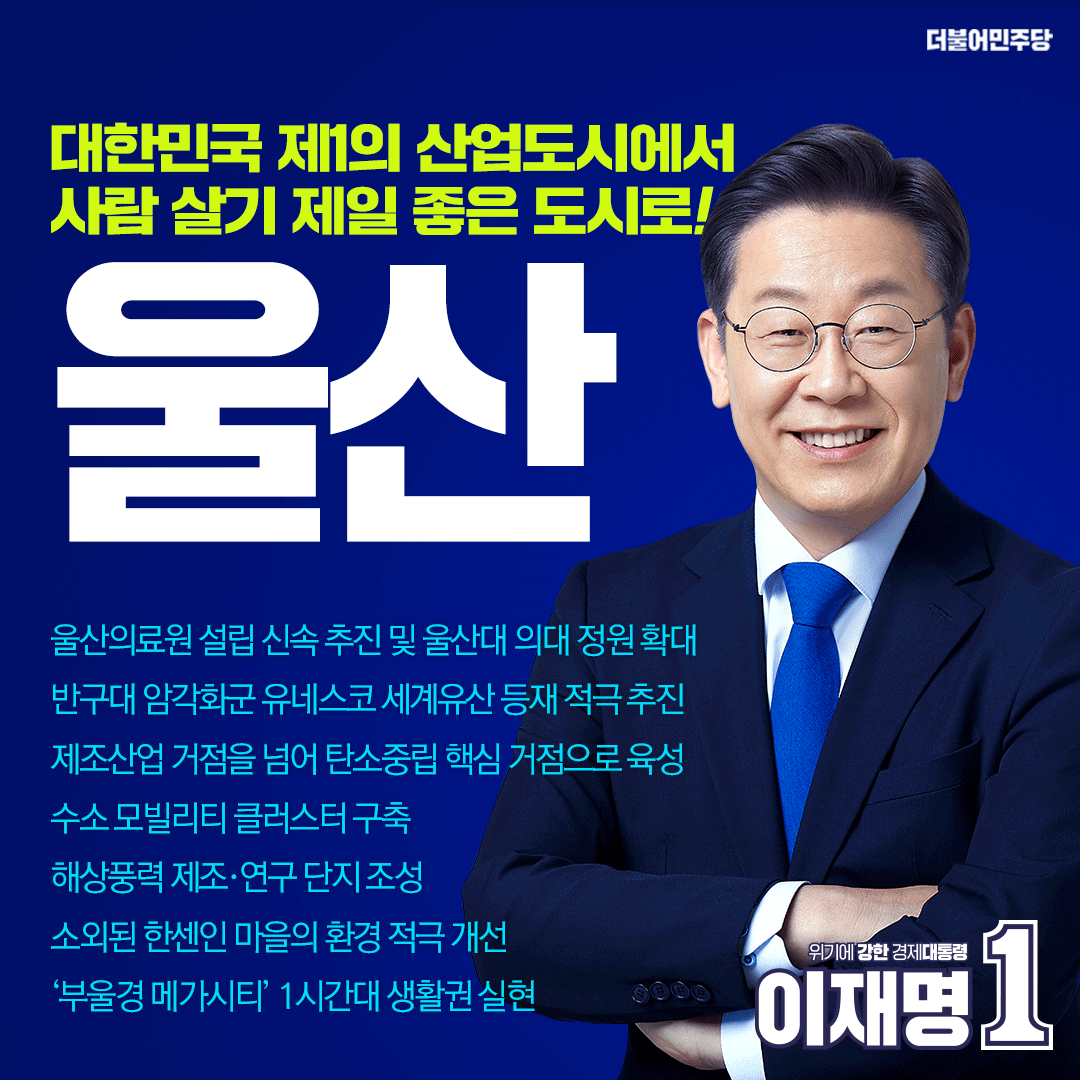 더불어민주당
대한민국 제1의 산업도시에서
사람 살기 제일 좋은 도시로!
울산
울산의료원 설립 신속 추진 및 울산대 의대 정원 확대
반구대 암각화군 유네스코 세계유산 등재 적극 추진
제조산업 거점을 넘어 탄소중립 핵심 거점으로 육성
수소 모빌리티 클러스터 구축
해상풍력 제조·연구 단지 조성
소외된 한센인 마을의 환경 적극 개선
‘부울경 메가시티’ 1시간대 생활권 실현
위기에 강한 경제대통령
이재명 1